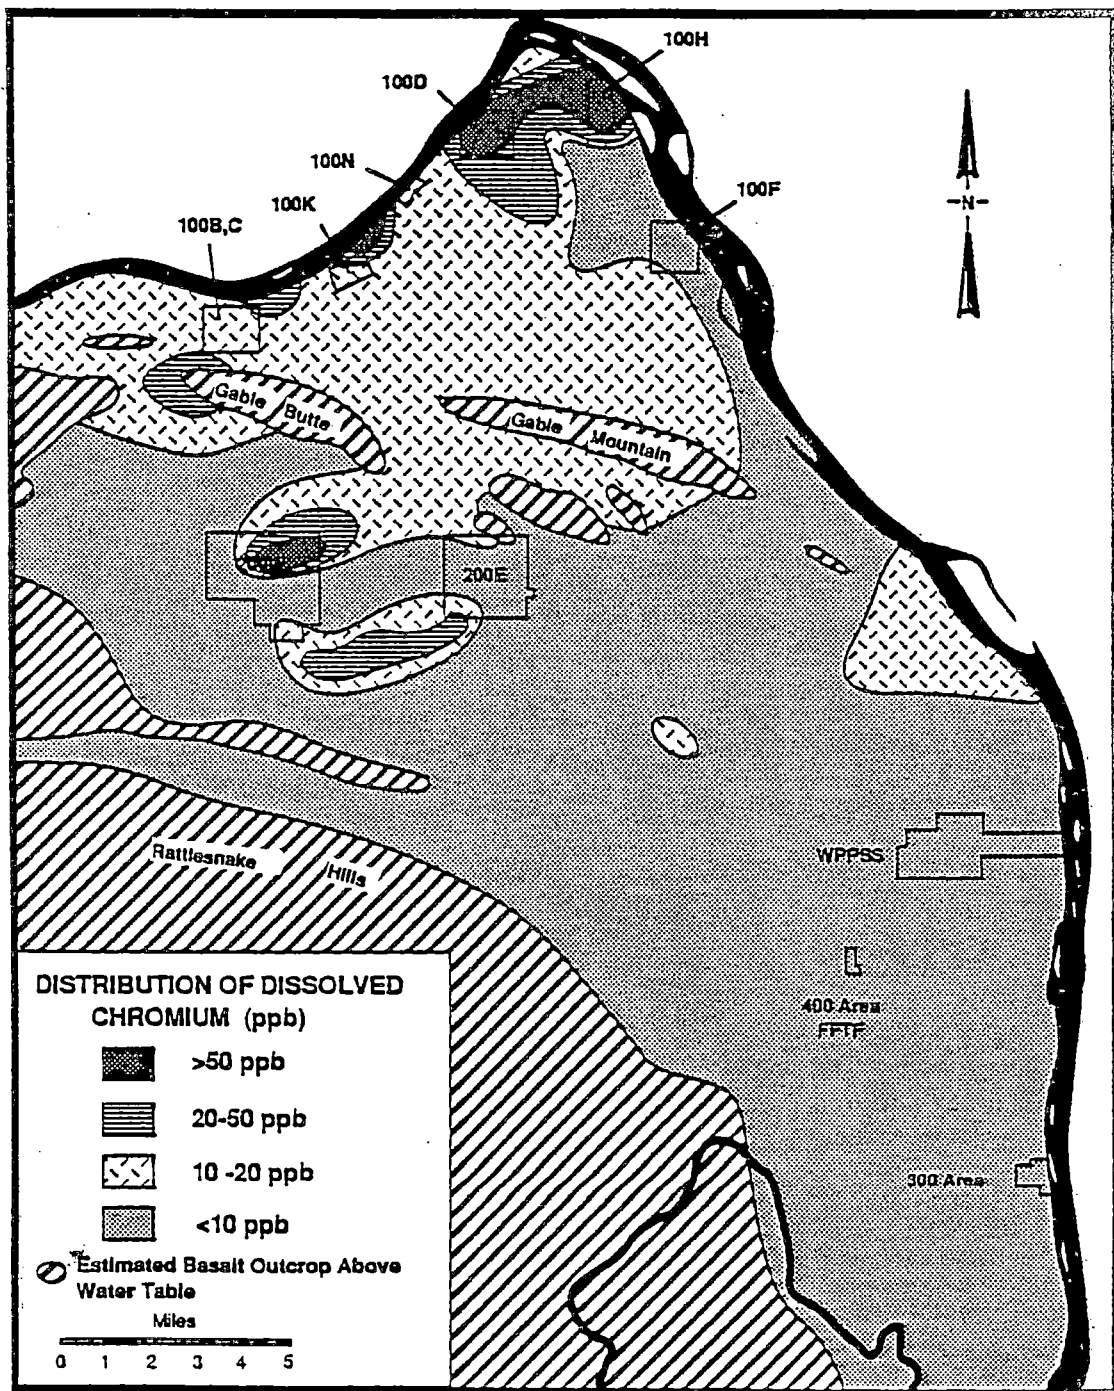 100H
100D
100N
100F
100K
-N-
100B,C
Gable Butte
Gable Mountain
200E
WPPSS
Rattlesnake Hills
400 Area
FFTF
300 Area
DISTRIBUTION OF DISSOLVED
CHROMIUM (ppb)
>50 ppb
20-50 ppb
10 -20 ppb
<10 ppb
Estimated Basalt Outcrop Above
Water Table
Miles
0 1 2 3 4 5